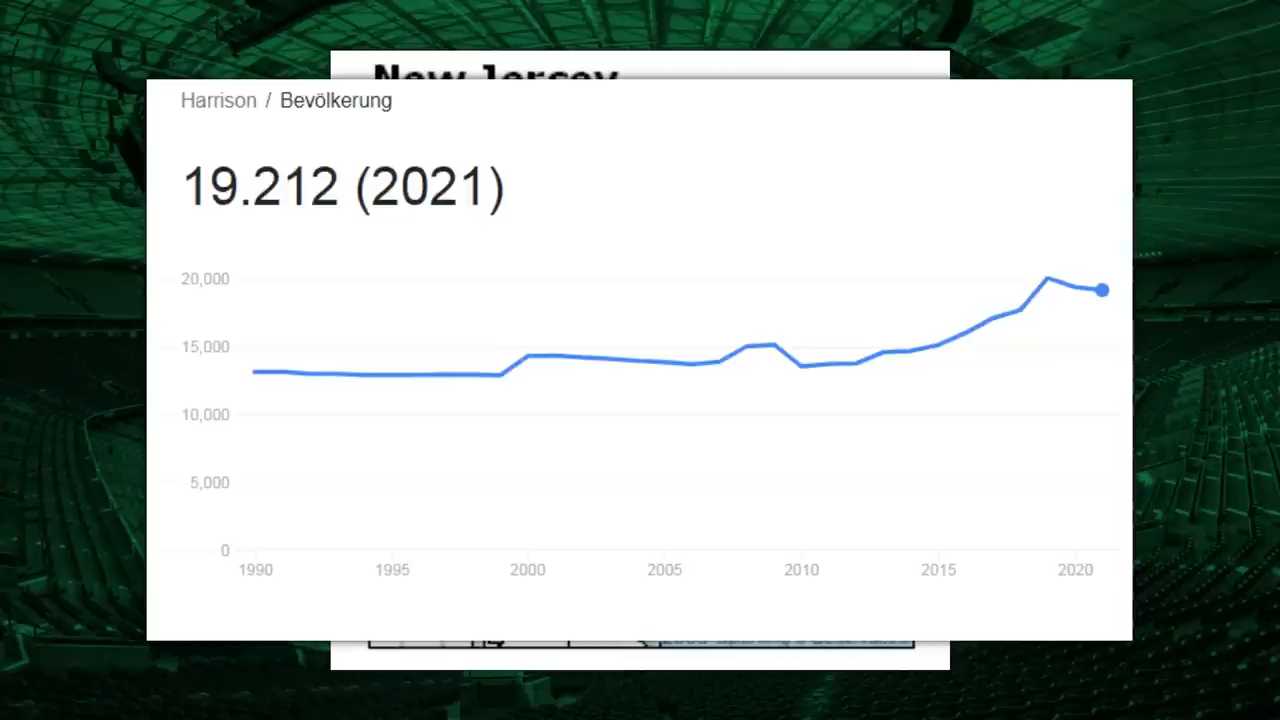 New Jersey
Harrison / Bevölkerung
19.212 (2021)
20,000
15,000
10,000
5,000
0
1990 1995 2000 2005 2010 2015 2020